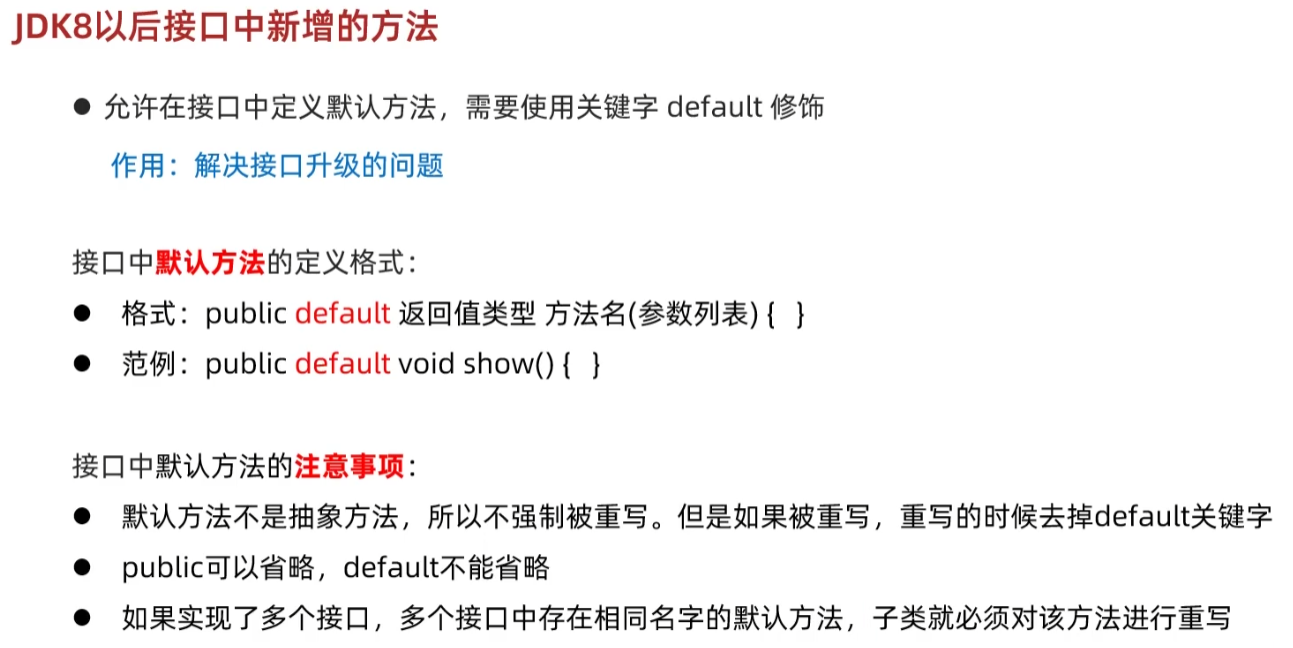 JDK8以后接口中新增的方法
● 允许在接口中定义默认方法，需要使用关键字 default 修饰
作用：解决接口升级的问题
接口中默认方法的定义格式：
● 格式：public default 返回值类型 方法名(参数列表) { }
● 范例：public default void show() { }
接口中默认方法的注意事项：
● 默认方法不是抽象方法，所以不强制被重写。但是如果被重写，重写的时候去掉default关键字
● public可以省略，default不能省略
● 如果实现了多个接口，多个接口中存在相同名字的默认方法，子类就必须对该方法进行重写